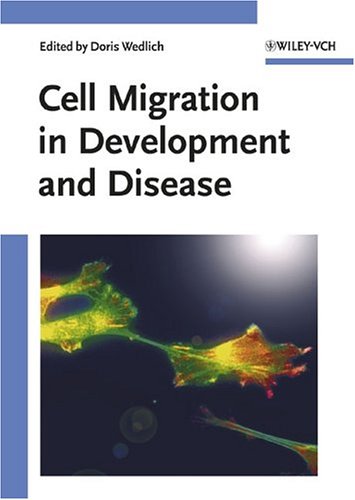 Edited by Doris Wedlich
WILEY-VCH
Cell Migration
in Development
and Disease